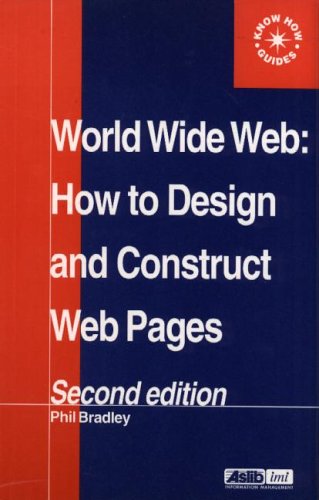 KNOW HOW
GUIDES
World Wide Web:
How to Design
and Construct
Web Pages
Second edition
Phil Bradley
Aslib imi
INFORMATION MANAGEMENT